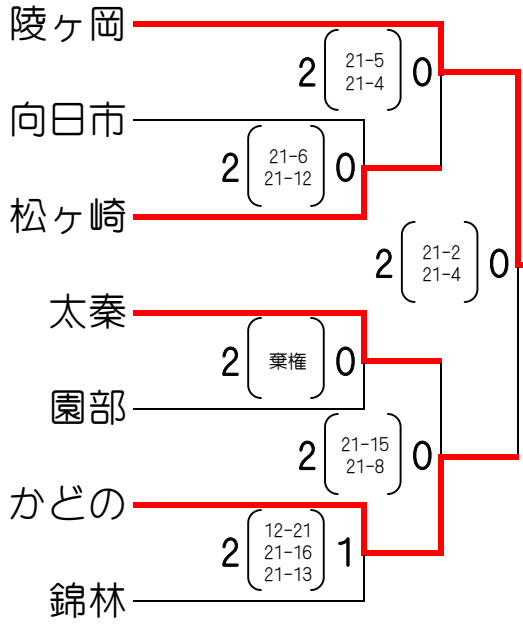 陵ヶ岡
2 21-5 0
21-4
向日市
2 21-6 0
21-12
松ヶ崎
2 21-2 0
21-4
太秦
2 棄権 0
園部
2 21-15 0
21-8
かどの
12-21
2 21-16 1
21-13
錦林